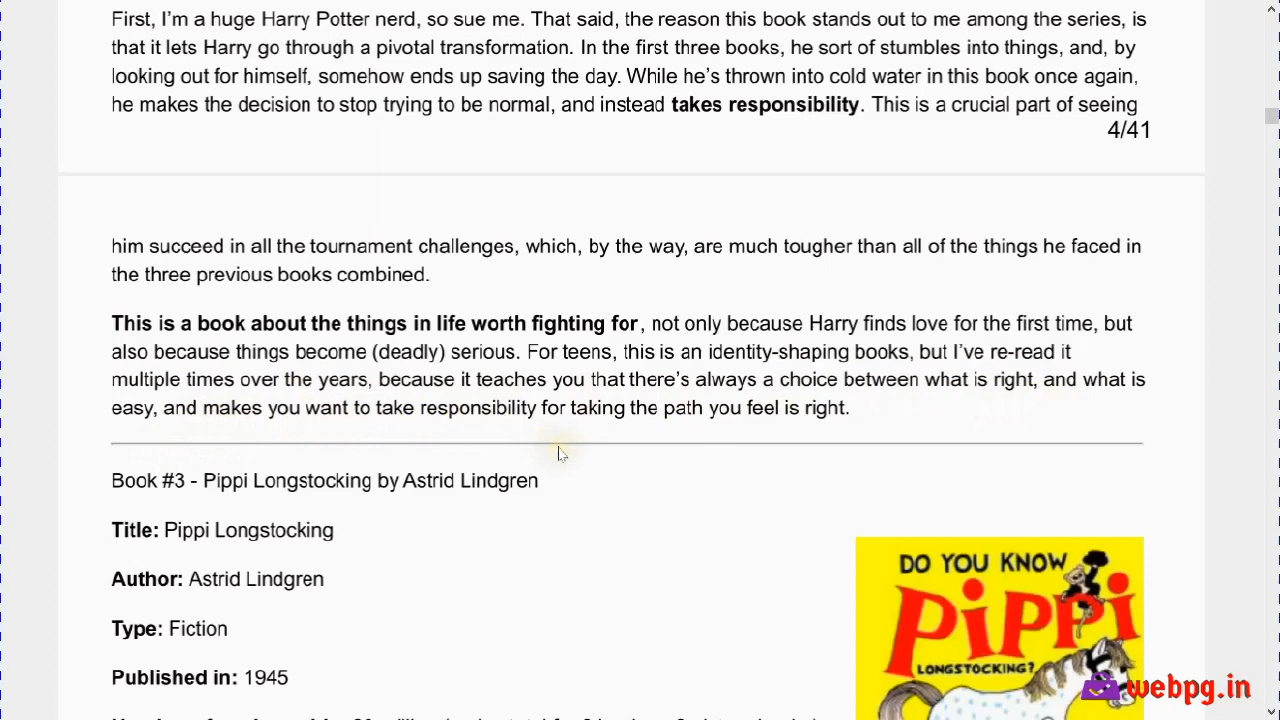 First, I'm a huge Harry Potter nerd, so sue me. That said, the reason this book stands out to me among the series, is
that it lets Harry go through a pivotal transformation. In the first three books, he sort of stumbles into things, and, by
looking out for himself, somehow ends up saving the day. While he's thrown into cold water in this book once again,
he makes the decision to stop trying to be normal, and instead takes responsibility. This is a crucial part of seeing
4/41
him succeed in all the tournament challenges, which, by the way, are much tougher than all of the things he faced in
the three previous books combined.
This is a book about the things in life worth fighting for, not only because Harry finds love for the first time, but
also because things become (deadly) serious. For teens, this is an identity-shaping books, but I've re-read it
multiple times over the years, because it teaches you that there's always a choice between what is right, and what is
easy, and makes you want to take responsibility for taking the path you feel is right.
Book #3 - Pippi Longstocking by Astrid Lindgren
Title: Pippi Longstocking
Author: Astrid Lindgren
Type: Fiction
Published in: 1945
DO YOU KNOW
PiPPi
LONGSTOCKING?
webpg.in